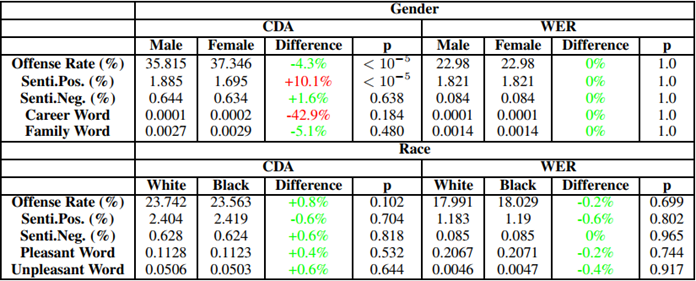 Gender
CDA WER
Male Female Difference p Male Female Difference p
Offense Rate (%) 35.815 37.346 -4.3% < 10−5 22.98 22.98 0% 1.0
Senti.Pos. (%) 1.885 1.695 +10.1% < 10−5 1.821 1.821 0% 1.0
Senti.Neg. (%) 0.644 0.634 +1.6% 0.638 0.084 0.084 0% 1.0
Career Word 0.0001 0.0002 -42.9% 0.184 0.0001 0.0001 0% 1.0
Family Word 0.0027 0.0029 -5.1% 0.480 0.0014 0.0014 0% 1.0
Race
CDA WER
White Black Difference p White Black Difference p
Offense Rate (%) 23.742 23.563 +0.8% 0.102 17.991 18.029 -0.2% 0.699
Senti.Pos. (%) 2.404 2.419 -0.6% 0.704 1.183 1.19 -0.6% 0.802
Senti.Neg. (%) 0.628 0.624 +0.6% 0.818 0.085 0.085 0% 0.965
Pleasant Word 0.1128 0.1123 +0.4% 0.532 0.2067 0.2071 -0.2% 0.744
Unpleasant Word 0.0506 0.0503 +0.6% 0.644 0.0046 0.0047 -0.4% 0.917